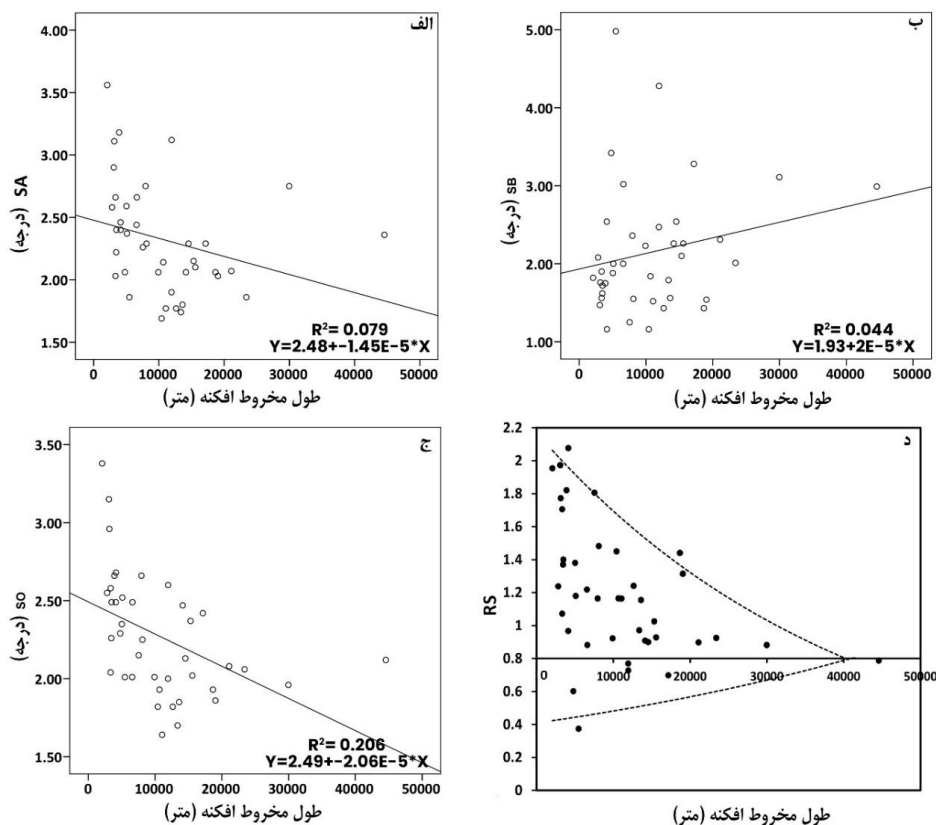 الف
4.00
3.50
3.00
2.50
2.00
1.50
SA (درجه)
R²= 0.079
Y=2.48+-1.45E-5*X
0 10000 20000 30000 40000 50000
طول مخروط افکنه (متر)
ب
5.00
4.00
3.00
2.00
1.00
SB (درجه)
R²= 0.044
Y=1.93+2E-5*X
0 10000 20000 30000 40000 50000
طول مخروط افکنه (متر)
ج
3.50
3.00
2.50
2.00
1.50
SO (درجه)
R²= 0.206
Y=2.49+-2.06E-5*X
0 10000 20000 30000 40000 50000
طول مخروط افکنه (متر)
د
2.2
2
1.8
1.6
1.4
1.2
1
0.8
0.6
0.4
0.2
0
RS
10000 20000 30000 40000 50000
طول مخروط افکنه (متر)